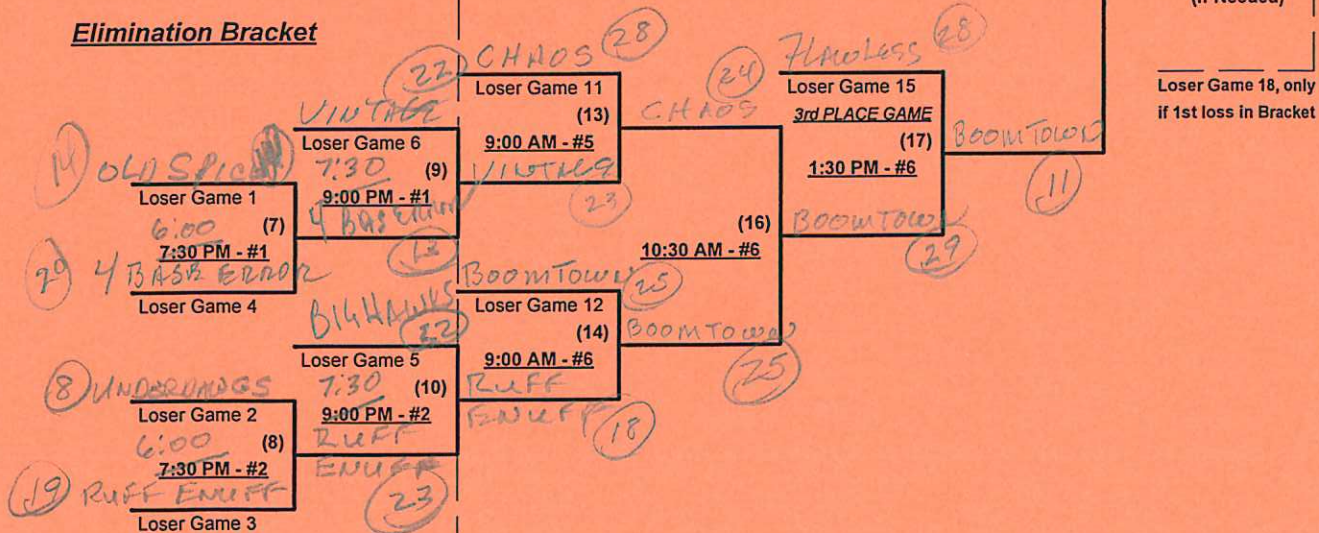 (If Needed)
Elimination Bracket
CHAOS 28
22
FLAWLESS 28
24
Loser Game 11
Loser Game 15
Loser Game 18, only
if 1st loss in Bracket
VINTAGE
(13)
CHAOS
3rd PLACE GAME
Loser Game 6
9:00 AM - #5
(17)
BOOMTOWN
14 OLD SPICE
7:30 (9)
VINTAGE
1:30 PM - #6
Loser Game 1
9:00 PM - #1
23
11
6:00 (7)
4 BAS ERROR
(16)
BOOMTOWN
7:30 PM - #1
13
10:30 AM - #6
29
20 4 BASE ERROR
BOOMTOWN 25
Loser Game 4
BIGHAWKS
22
Loser Game 12
(14)
BOOMTOWN
Loser Game 5
9:00 AM - #6
25
8 UNDERDAWGS
7:30 (10)
RUFF
ENUFF 18
Loser Game 2
9:00 PM - #2
6:00 (8)
RUFF
ENUFF
7:30 PM - #2
23
19 RUFF ENUFF
Loser Game 3